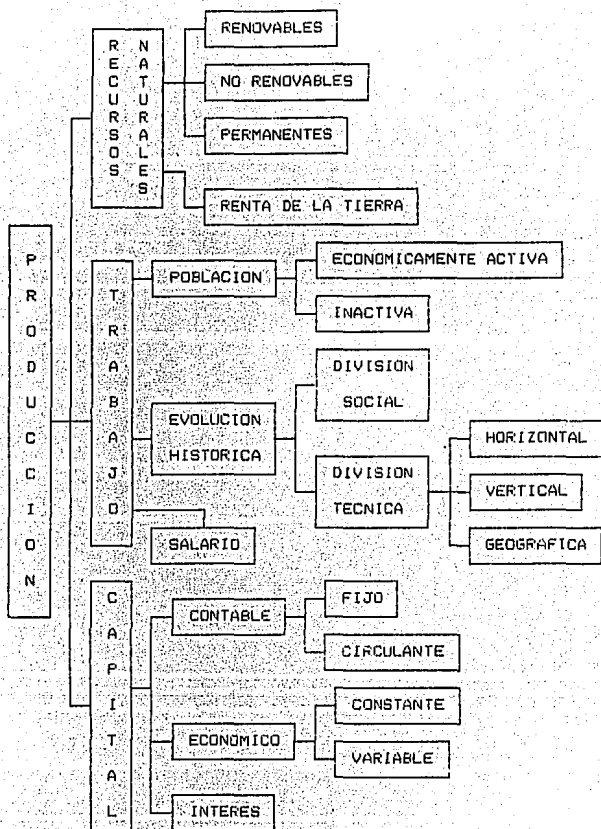 PRODUCCION
RECURSOS
NATURALES
RENOVABLES
NO RENOVABLES
PERMANENTES
RENTA DE LA TIERRA
TRABAJO
POBLACION
ECONOMICAMENTE ACTIVA
INACTIVA
EVOLUCION
HISTORICA
DIVISION
SOCIAL
DIVISION
TECNICA
HORIZONTAL
VERTICAL
GEOGRAFICA
SALARIO
CAPITAL
CONTABLE
FIJO
CIRCULANTE
ECONOMICO
CONSTANTE
VARIABLE
INTERES